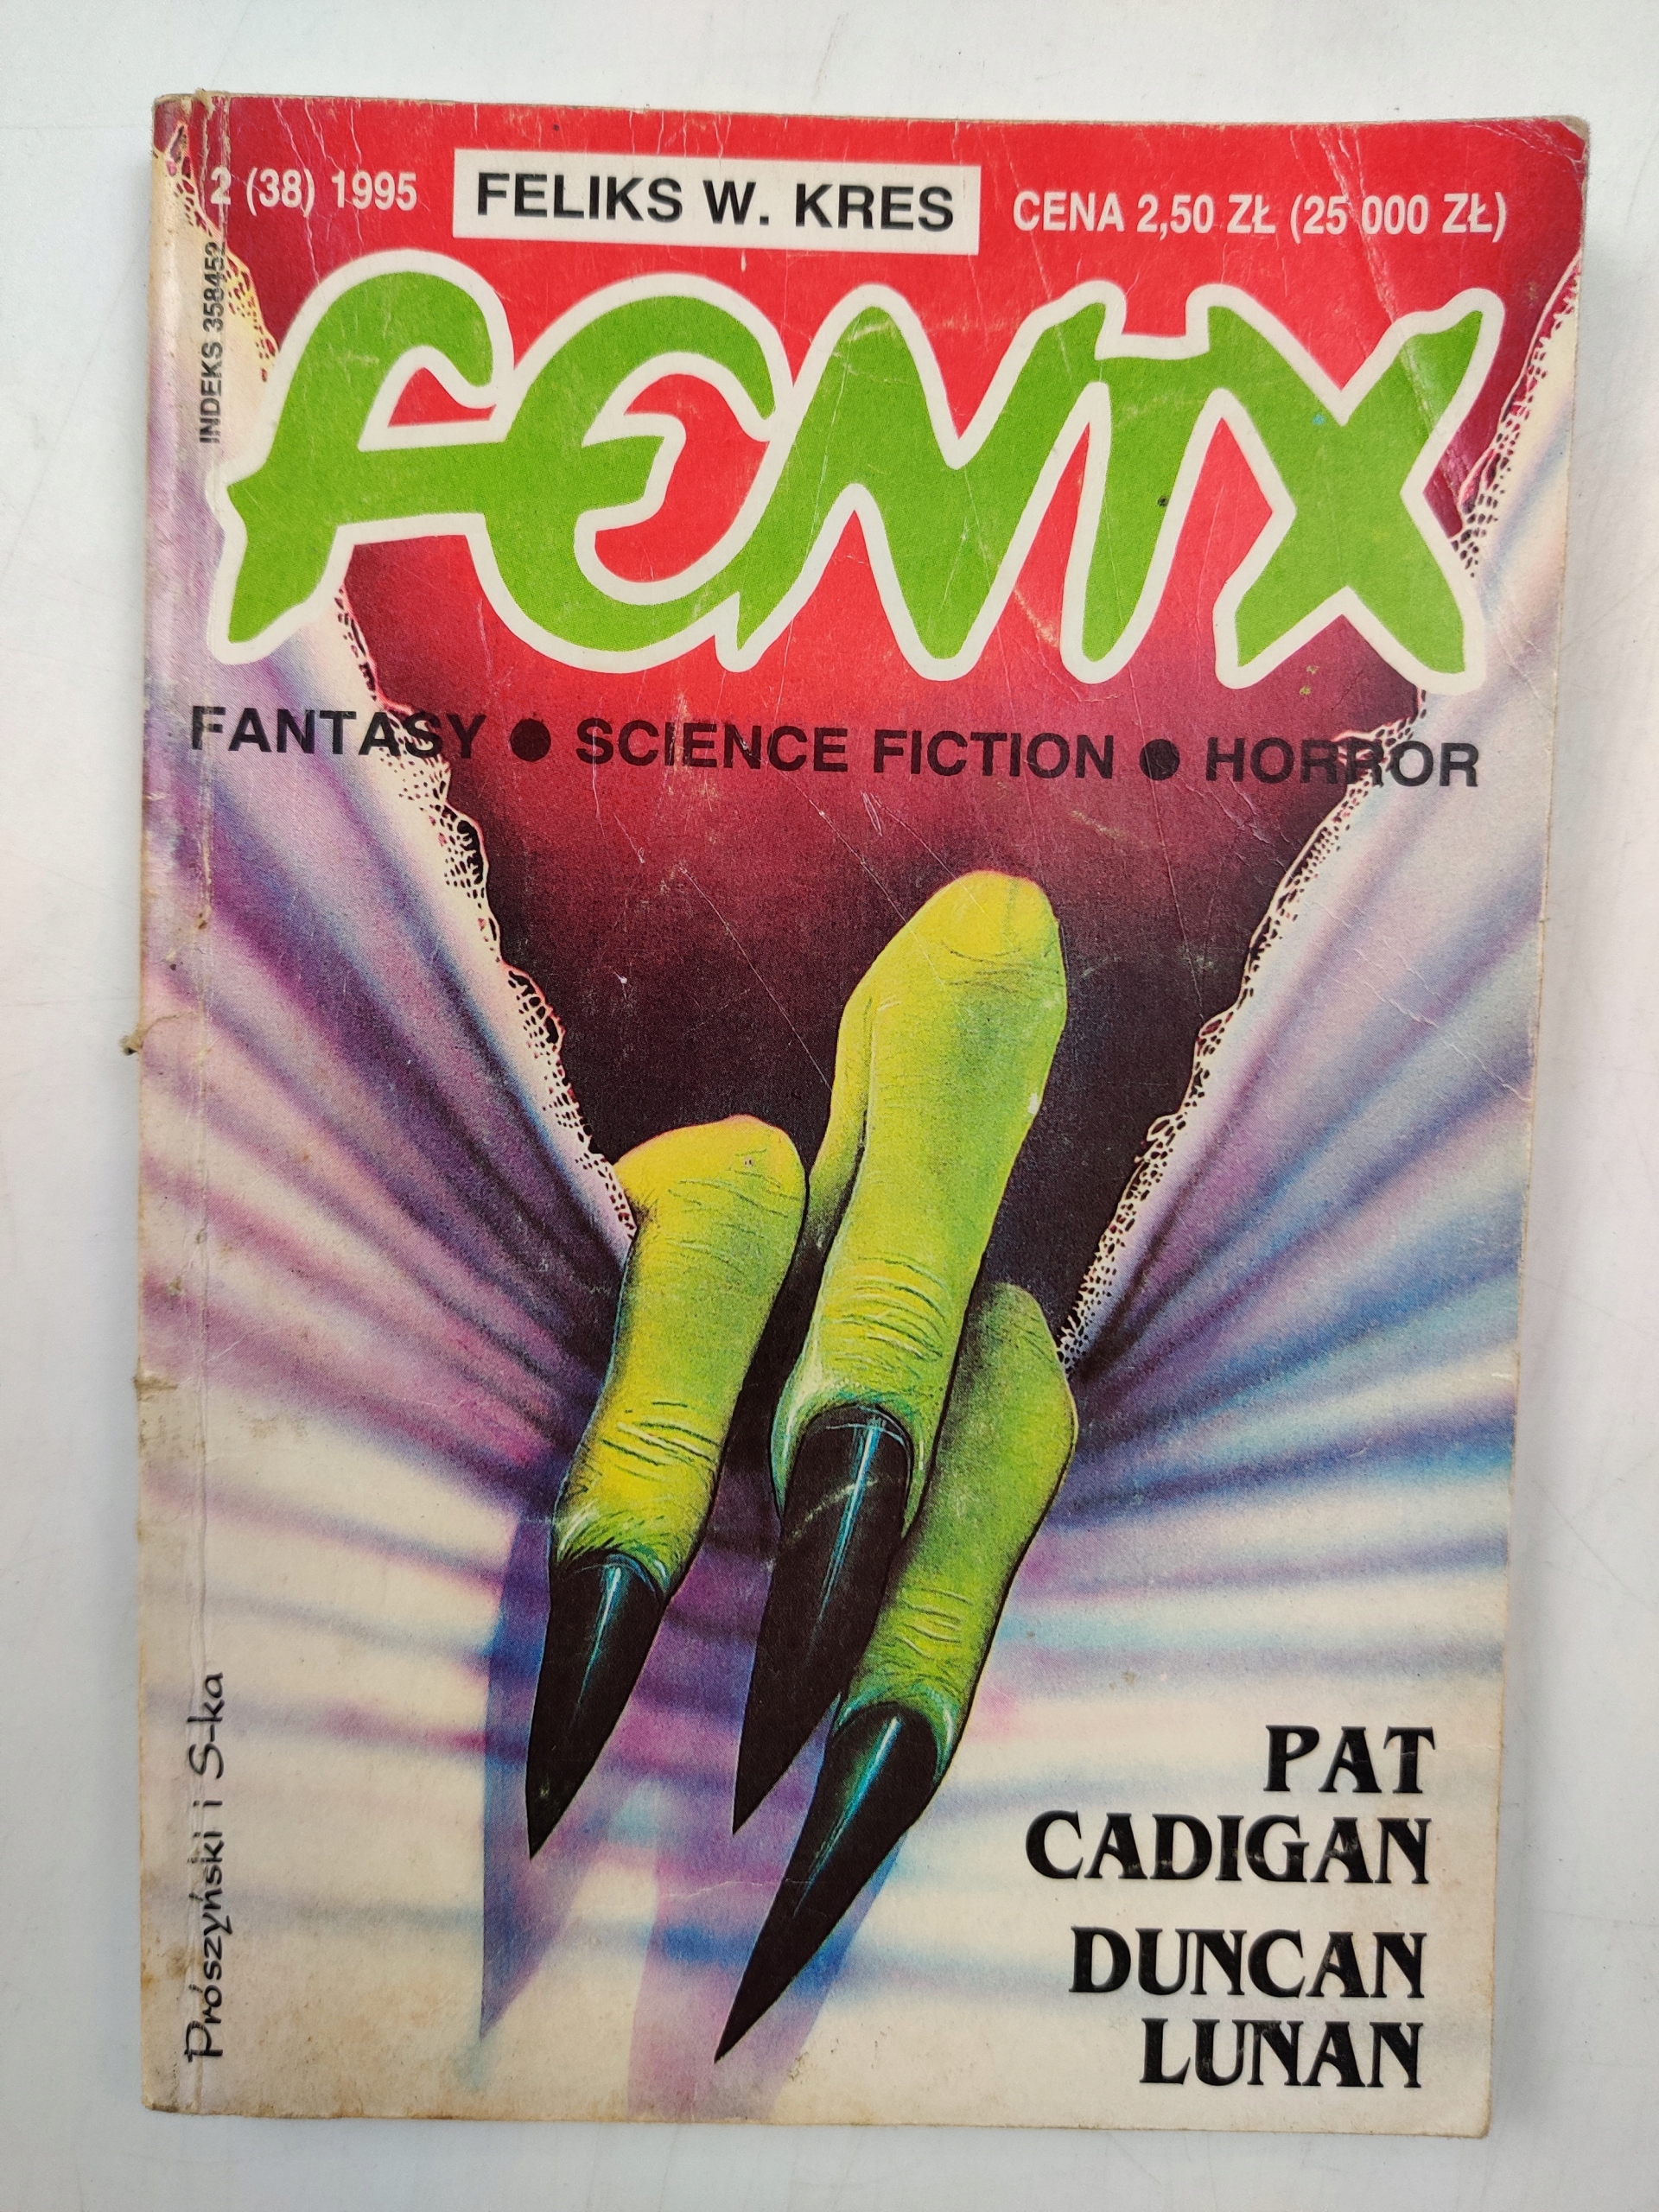 2 (38) 1995
FELIKS W. KRES
CENA 2,50 ZŁ (25 000 ZŁ)
INDEKS 358452
FENIX
FANTASY ● SCIENCE FICTION ● HORROR
PAT
CADIGAN
DUNCAN
LUNAN
Prószyński i S-ka